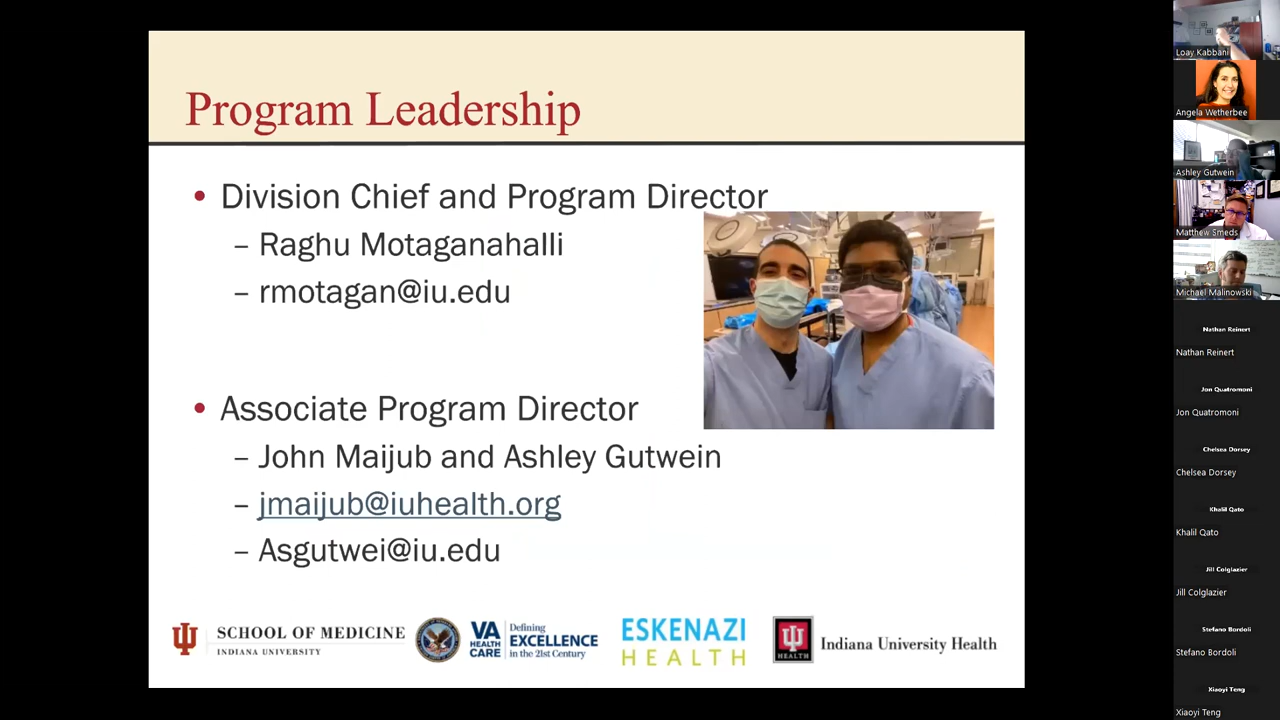 Program Leadership
• Division Chief and Program Director
– Raghu Motaganahalli
– rmotagan@iu.edu
• Associate Program Director
– John Maijub and Ashley Gutwein
– jmaijub@iuhealth.org
– Asgutwei@iu.edu
SCHOOL OF MEDICINE
INDIANA UNIVERSITY
VA
HEALTH
CARE
Defining
EXCELLENCE
in the 21st Century
ESKENAZI
HEALTH
HEALTH
Indiana University Health
Loay Kabbani
Angela Wetherbee
Ashley Gutwein
Matthew Smeds
Michael Malinowski
Nathan Reinert
Nathan Reinert
Jon Quatromoni
Jon Quatromoni
Chelsea Dorsey
Chelsea Dorsey
Khalil Qato
Khalil Qato
Jill Colglazier
Jill Colglazier
Stefano Bordoli
Stefano Bordoli
Xiaoyi Teng
Xiaoyi Teng